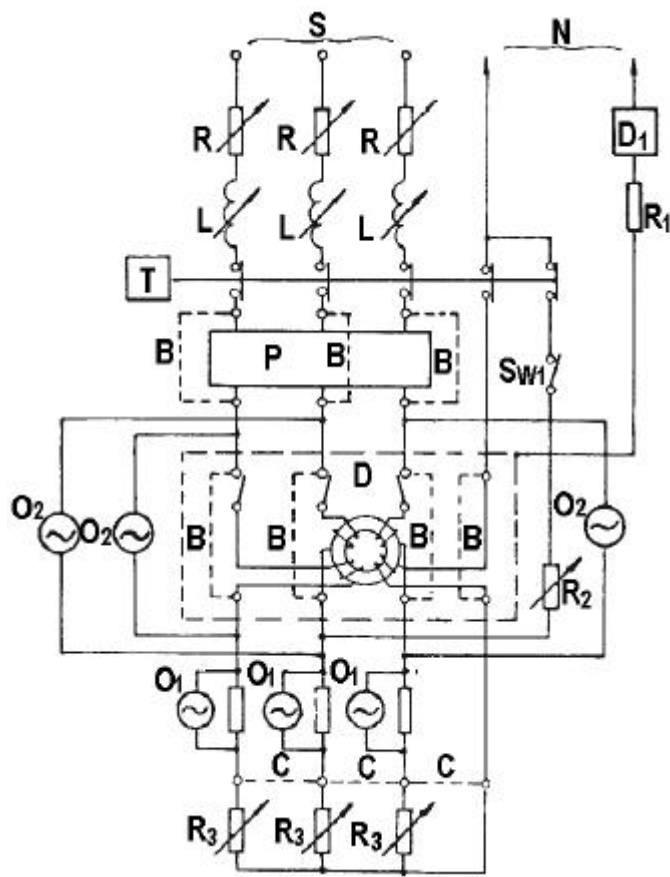 S N
R R R D1
L L L R1
T
B P B B SW1
D
O2 O2 B B B B O2
R2
O1 O1 O1
C C C
R3 R3 R3